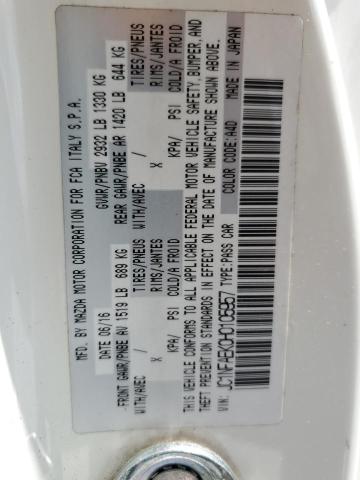 MFD. BY MAZDA MOTOR CORPORATION FOR FCA ITALY S.P.A.
DATE 06/16 GVWR/PNBV 2932 LB 1330 KG
FRONT GAWR/PNBE AV 1519 LB 689 KG REAR GAWR/PNBE AR 1420 LB 644 KG
WITH/AVEC TIRES/PNEUS WITH/AVEC TIRES/PNEUS
/ RIMS/JANTES / RIMS/JANTES
X X
KPA/ PSI COLD/A FROID KPA/ PSI COLD/A FROID
THIS VEHICLE CONFORMS TO ALL APPLICABLE FEDERAL MOTOR VEHICLE SAFETY, BUMPER, AND
THEFT PREVENTION STANDARDS IN EFFECT ON THE DATE OF MANUFACTURE SHOWN ABOVE.
VIN: JC1NFAEK0H0105957 TYPE:PASS CAR COLOR CODE:A4D MADE IN JAPAN